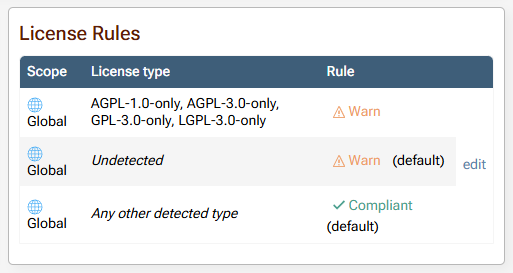 License Rules
Scope License type Rule
AGPL-1.0-only, AGPL-3.0-only,
Global GPL-3.0-only, LGPL-3.0-only Warn
Global Undetected Warn (default) edit
Global Any other detected type Compliant
(default)